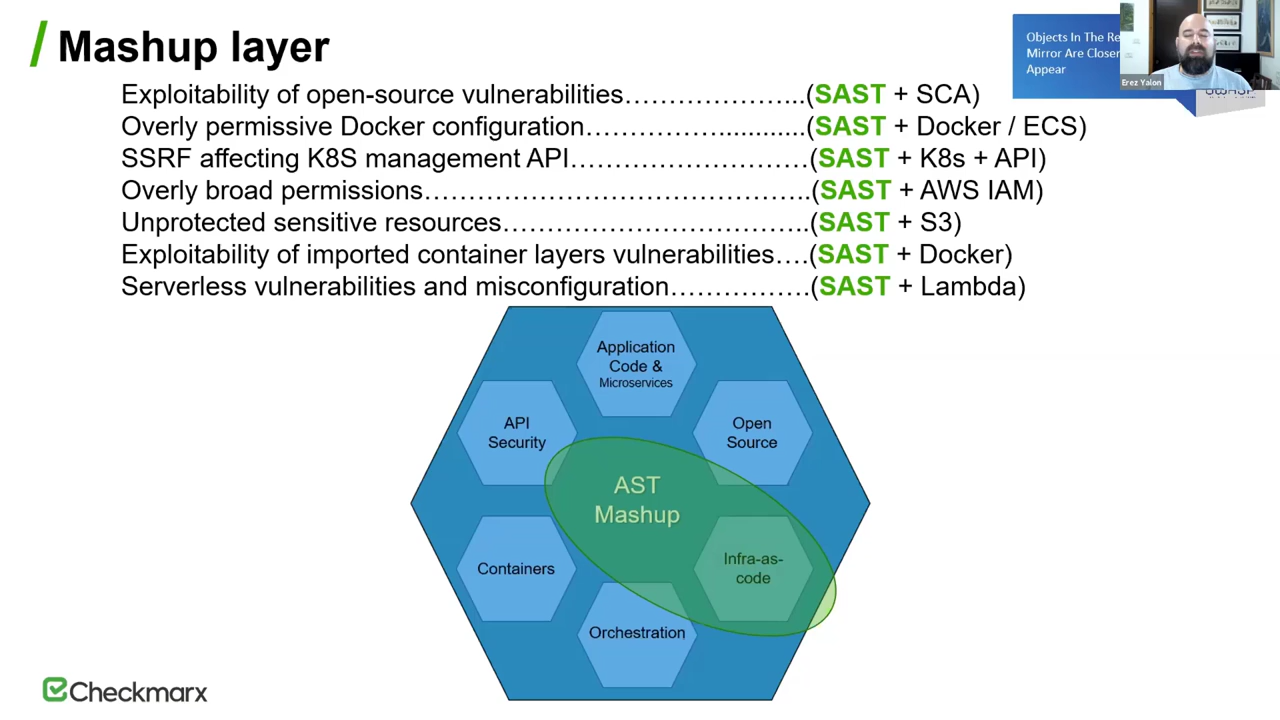 Mashup layer
Exploitability of open-source vulnerabilities………………...(SAST + SCA)
Overly permissive Docker configuration……………............(SAST + Docker / ECS)
SSRF affecting K8S management API………………………(SAST + K8s + API)
Overly broad permissions…………………………………..(SAST + AWS IAM)
Unprotected sensitive resources…………………………..(SAST + S3)
Exploitability of imported container layers vulnerabilities….(SAST + Docker)
Serverless vulnerabilities and misconfiguration…………….(SAST + Lambda)
Objects In The Re
Mirror Are Closer
Appear
Erez Yalon
Application
Code &
Microservices
API
Security
Open
Source
AST
Mashup
Containers
Infra-as-
code
Orchestration
Checkmarx